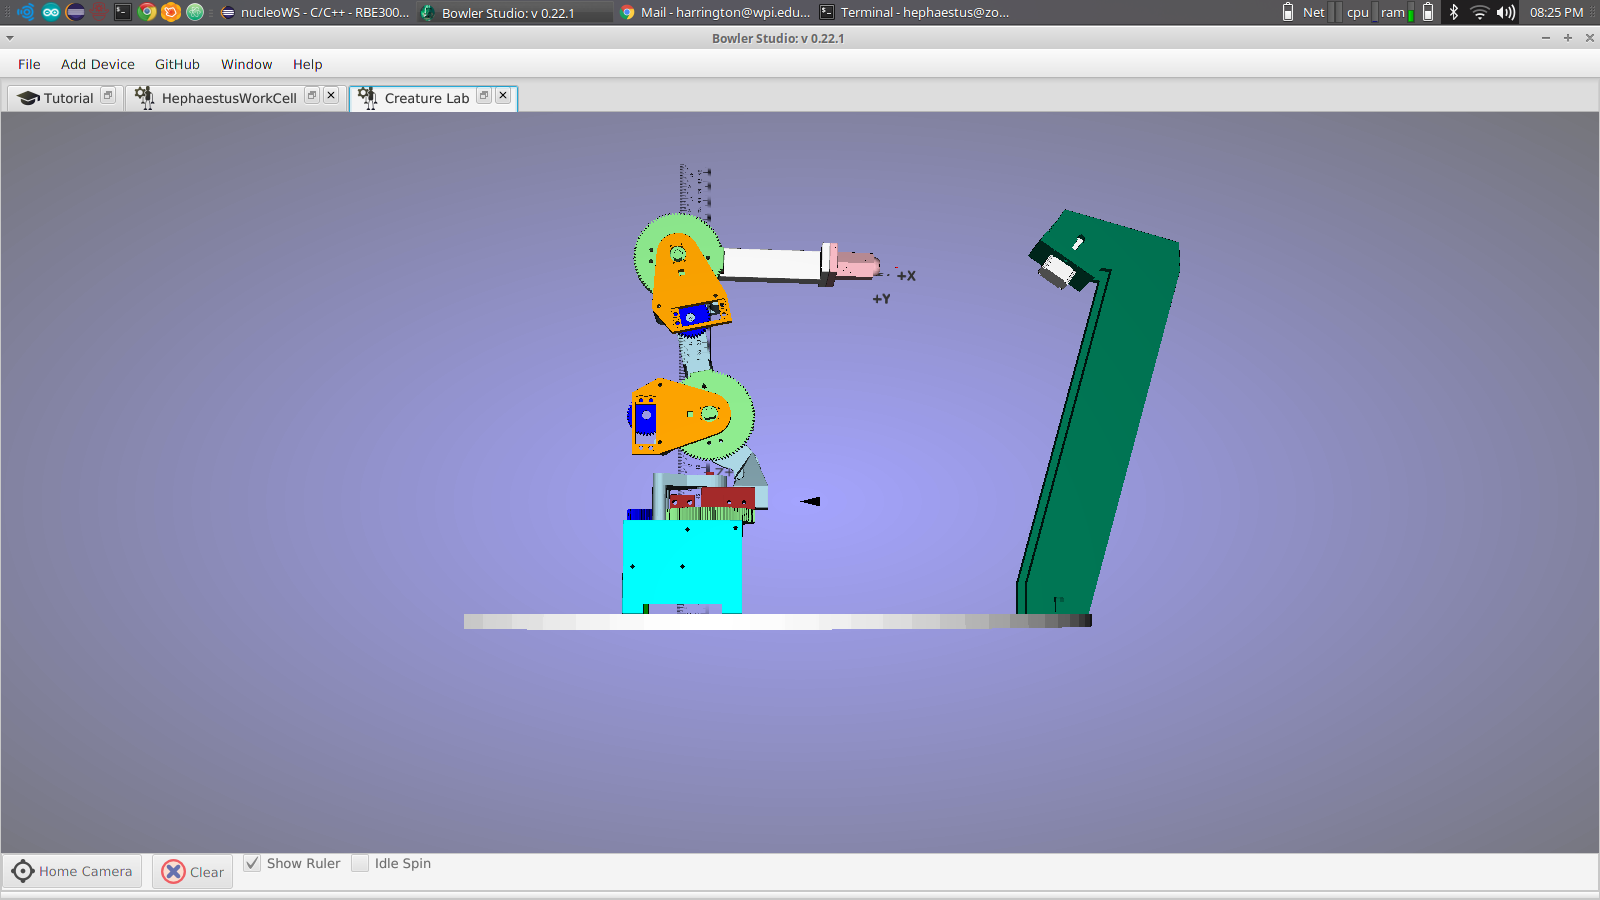 nucleoWS - C/C++ - RBE300... Bowler Studio: v 0.22.1 Mail - harrington@wpi.edu... Terminal - hephaestus@zo... Net cpu ram 08:25 PM
Bowler Studio: v 0.22.1
File Add Device GitHub Window Help
Tutorial HephaestusWorkCell Creature Lab
+X
+Y
Home Camera Clear Show Ruler Idle Spin